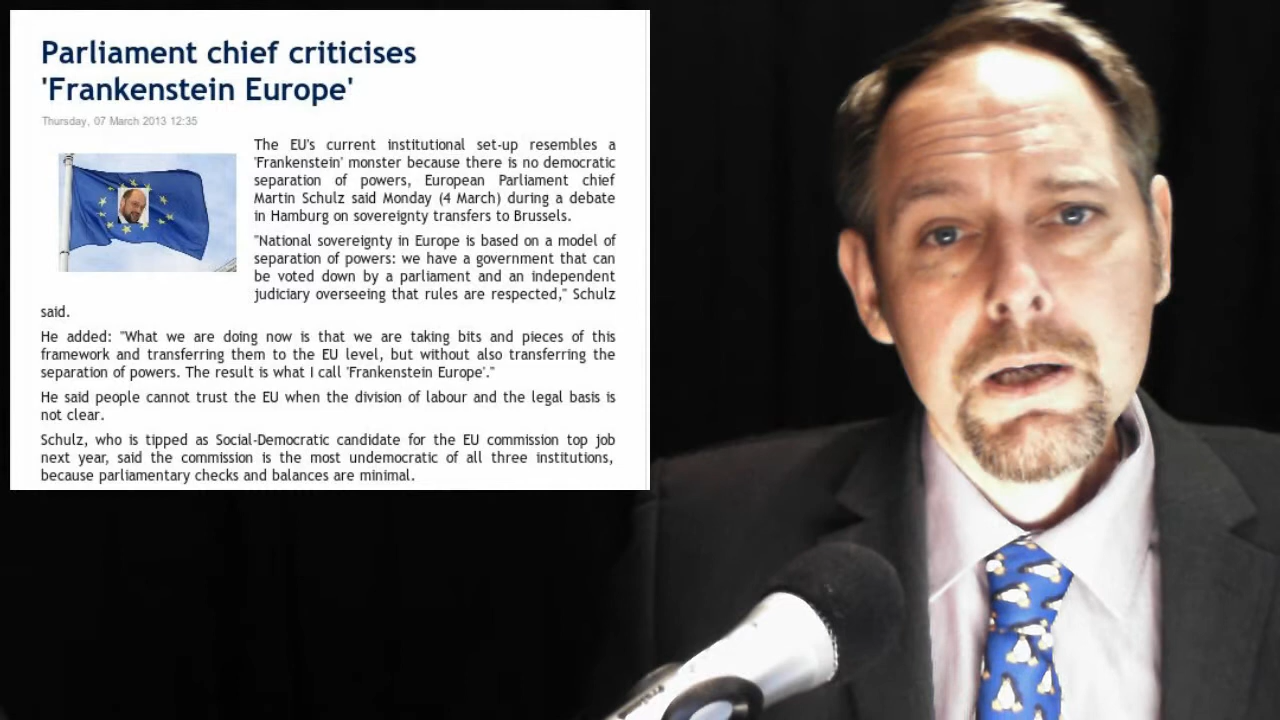 Parliament chief criticises
'Frankenstein Europe'
Thursday, 07 March 2013 12:35
The EU's current institutional set-up resembles a
'Frankenstein' monster because there is no democratic
separation of powers, European Parliament chief
Martin Schulz said Monday (4 March) during a debate
in Hamburg on sovereignty transfers to Brussels.
"National sovereignty in Europe is based on a model of
separation of powers: we have a government that can
be voted down by a parliament and an independent
judiciary overseeing that rules are respected," Schulz
said.
He added: "What we are doing now is that we are taking bits and pieces of this
framework and transferring them to the EU level, but without also transferring the
separation of powers. The result is what I call 'Frankenstein Europe'."
He said people cannot trust the EU when the division of labour and the legal basis is
not clear.
Schulz, who is tipped as Social-Democratic candidate for the EU commission top job
next year, said the commission is the most undemocratic of all three institutions,
because parliamentary checks and balances are minimal.